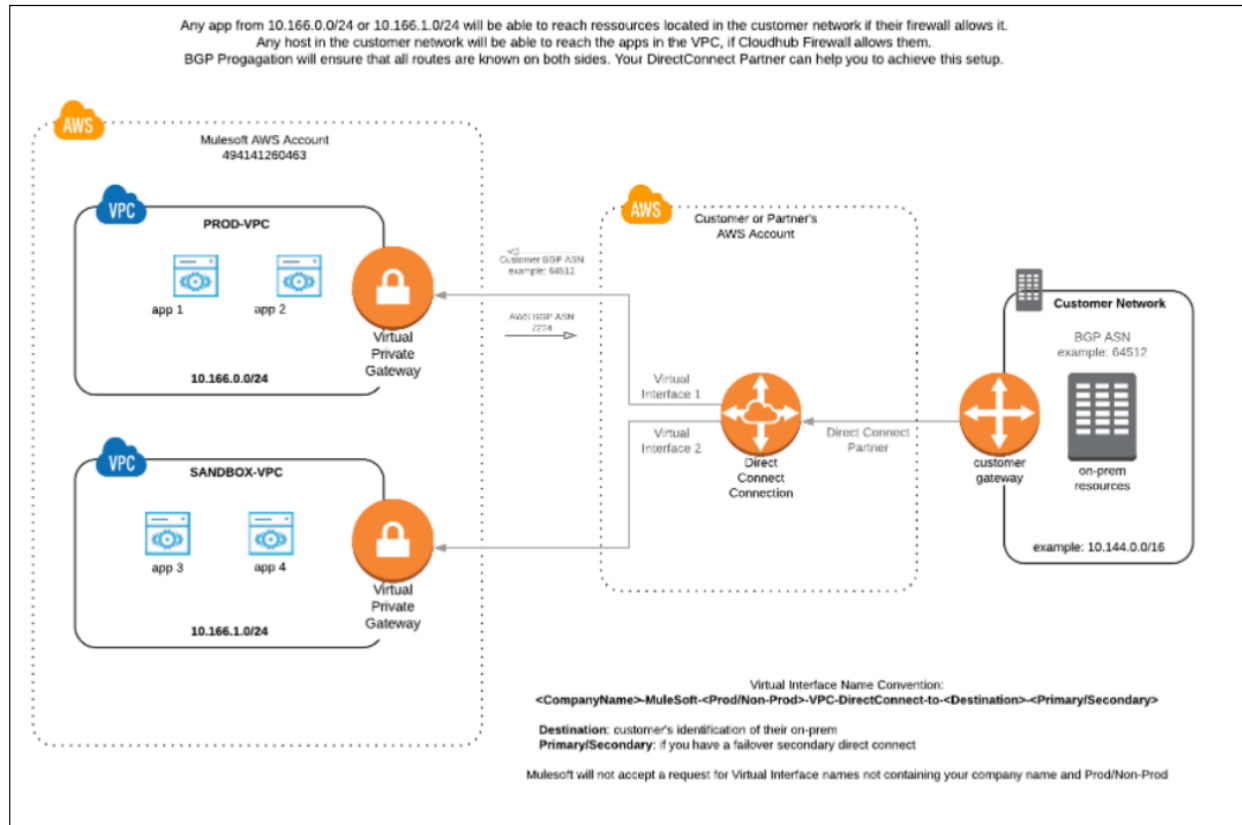 Any app from 10.166.0.0/24 or 10.166.1.0/24 will be able to reach ressources located in the customer network if their firewall allows it.
Any host in the customer network will be able to reach the apps in the VPC, if Cloudhub Firewall allows them.
BGP Progagation will ensure that all routes are known on both sides. Your DirectConnect Partner can help you to achieve this setup.
AWS
Mulesoft AWS Account
494141260463
VPC
PROD-VPC
app 1
app 2
Virtual
Private
Gateway
10.166.0.0/24
VPC
SANDBOX-VPC
app 3
app 4
Virtual
Private
Gateway
10.166.1.0/24
Customer BGP ASN
example: 64512
AWS BGP ASN
7224
AWS
Customer or Partner's
AWS Account
Virtual
Interface 1
Virtual
Interface 2
Direct
Connect
Connection
Direct Connect
Partner
Customer Network
BGP ASN
example: 64512
customer
gateway
on-prem
resources
example: 10.144.0.0/16
Virtual Interface Name Convention:
<CompanyName>-MuleSoft-<Prod/Non-Prod>-VPC-DirectConnect-to-<Destination>-<Primary/Secondary>
Destination: customer's identification of their on-prem
Primary/Secondary: if you have a failover secondary direct connect
Mulesoft will not accept a request for Virtual Interface names not containing your company name and Prod/Non-Prod